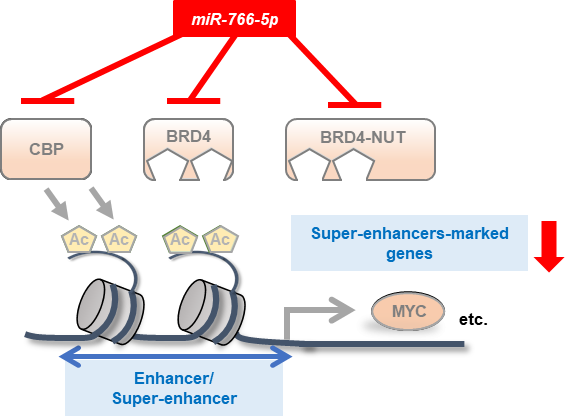 miR-766-5p
CBP
BRD4
BRD4-NUT
Ac
Ac
Ac
Ac
Super-enhancers-marked
genes
MYC
etc.
Enhancer/
Super-enhancer